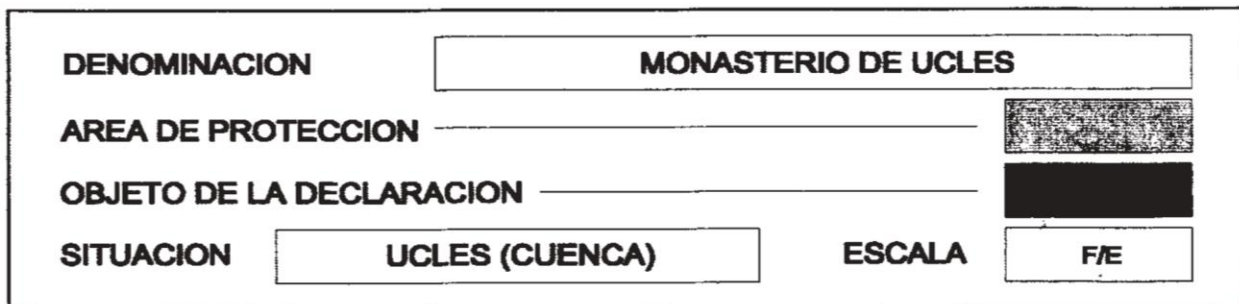 DENOMINACION MONASTERIO DE UCLES
AREA DE PROTECCION
OBJETO DE LA DECLARACION
SITUACION UCLES (CUENCA) ESCALA F/E